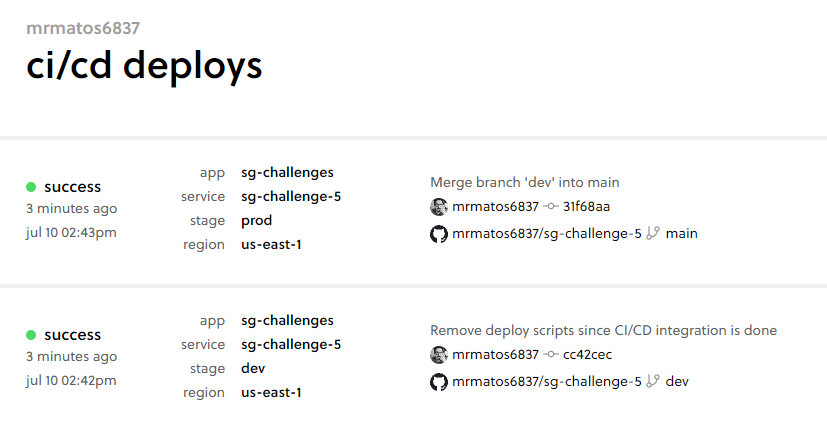 mrmatos6837
ci/cd deploys
success
3 minutes ago
jul 10 02:43pm
app sg-challenges
service sg-challenge-5
stage prod
region us-east-1
Merge branch 'dev' into main
mrmatos6837 31f68aa
mrmatos6837/sg-challenge-5 main
success
3 minutes ago
jul 10 02:42pm
app sg-challenges
service sg-challenge-5
stage dev
region us-east-1
Remove deploy scripts since CI/CD integration is done
mrmatos6837 cc42cec
mrmatos6837/sg-challenge-5 dev